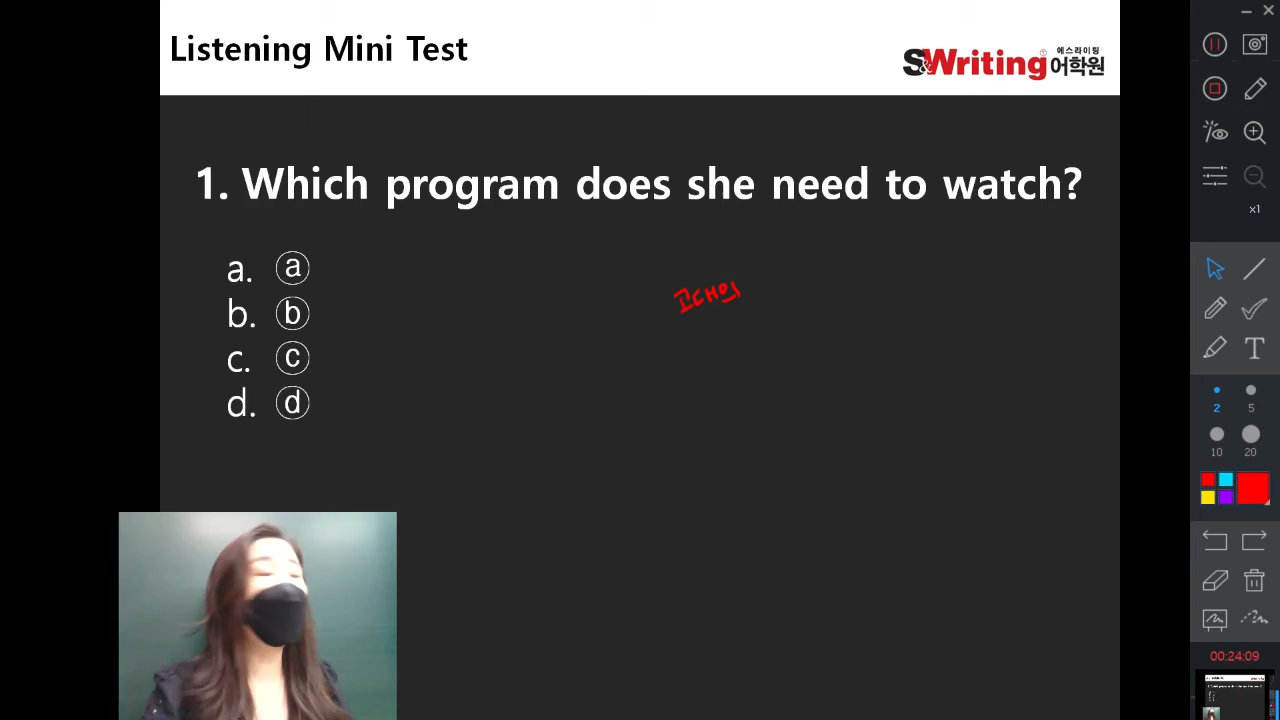 Listening Mini Test
S&Writing 에스라이팅 어학원
1. Which program does she need to watch?
a. ⓐ
b. ⓑ
c. ⓒ
d. ⓓ
고대의
x1
T
2 5
10 20
00:24:09